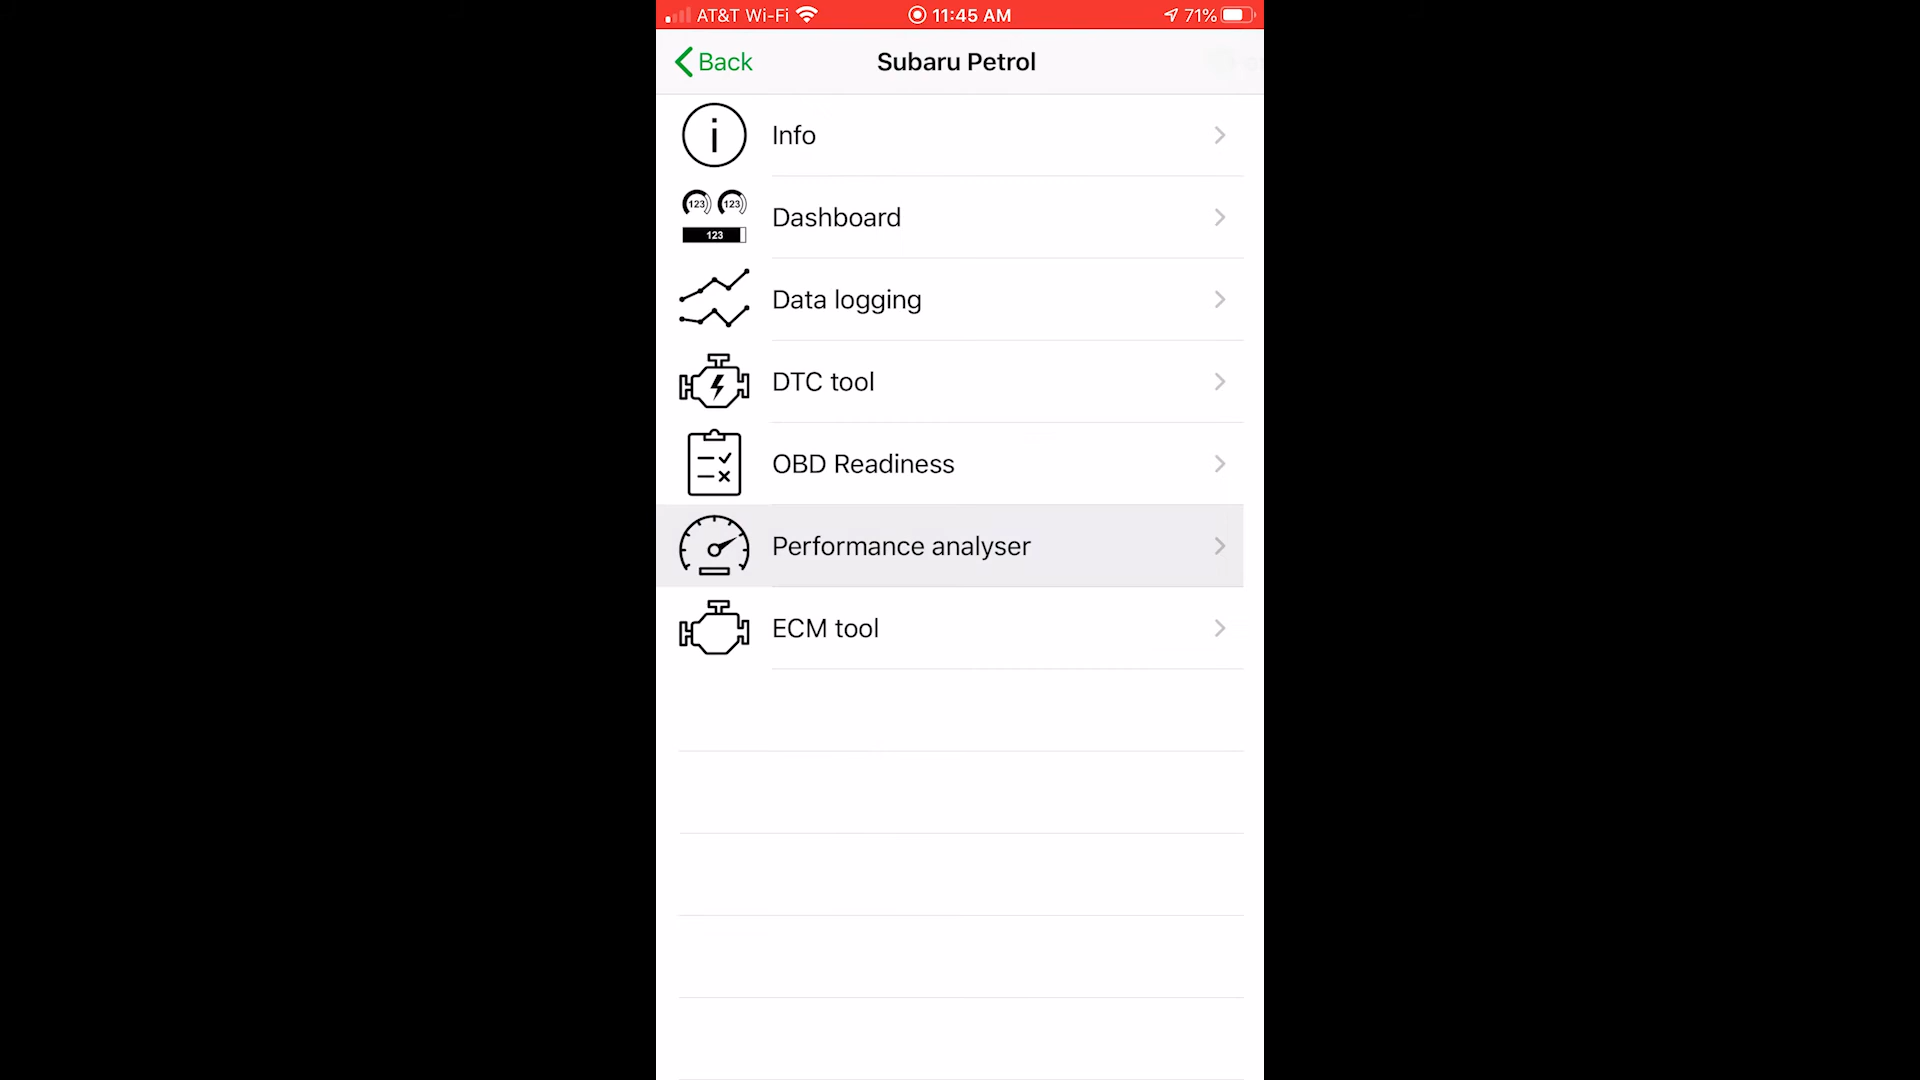 AT&T Wi-Fi 11:45 AM 71%
Back Subaru Petrol
i Info
123 123
123
Dashboard
Data logging
DTC tool
OBD Readiness
Performance analyser
ECM tool